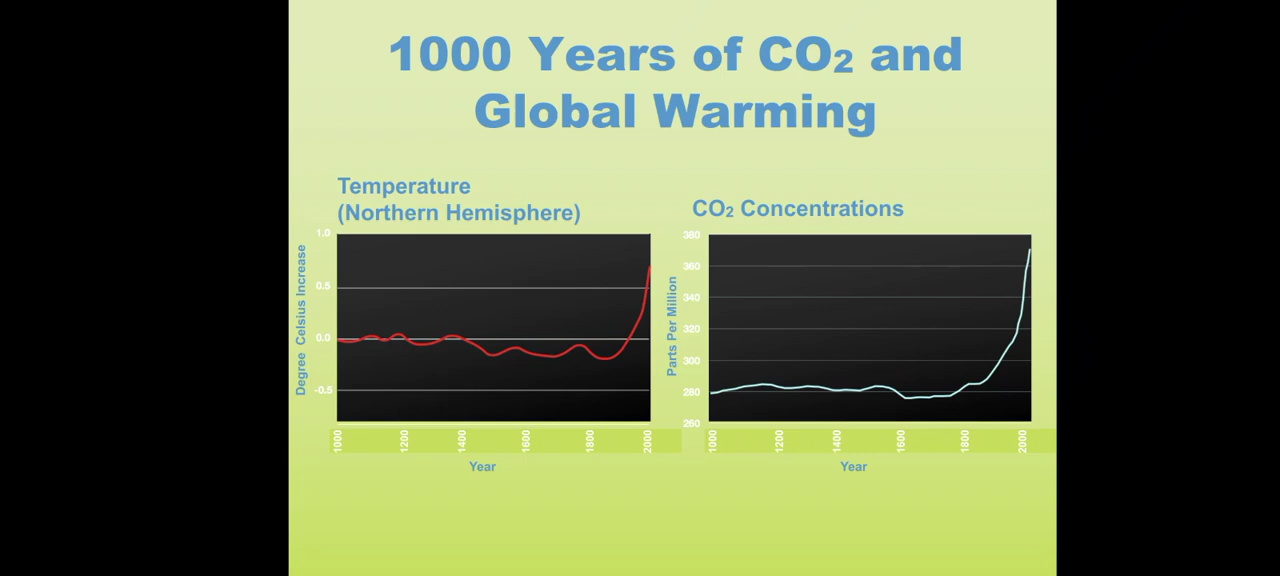 1000 Years of CO₂ and
Global Warming
Temperature
(Northern Hemisphere)
Degree Celsius Increase
1.0
0.5
0.0
-0.5
1000 1200 1400 1600 1800 2000
Year
CO₂ Concentrations
Parts Per Million
380
360
340
320
300
280
260
1000 1200 1400 1600 1800 2000
Year